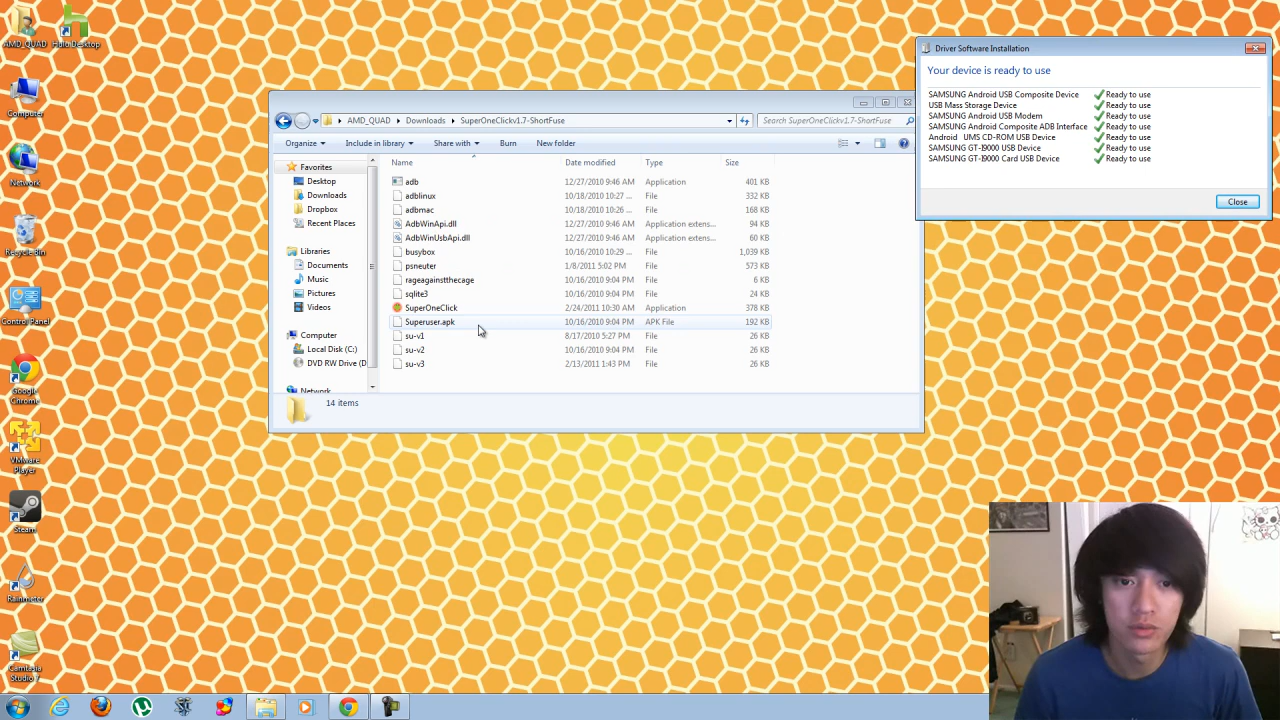 AMD_QUAD
Hulo Desktop
Computer
Network
Recycle Bin
Control Panel
Google
Chrome
VMware
Player
Steam
Rainmeter
Camtasia
Studio 7
AMD_QUAD
Downloads
SuperOneClickv1.7-ShortFuse
Search SuperOneClickv1.7-ShortFuse
Organize
Include in library
Share with
Burn
New folder
Favorites
Desktop
Downloads
Dropbox
Recent Places
Libraries
Documents
Music
Pictures
Videos
Computer
Local Disk (C:)
DVD RW Drive (D
Network
Name Date modified Type Size
adb 12/27/2010 9:46 AM Application 401 KB
adblinux 10/18/2010 10:27 ... File 332 KB
adbmac 10/18/2010 10:26 ... File 168 KB
AdbWinApi.dll 12/27/2010 9:46 AM Application extens... 94 KB
AdbWinUsbApi.dll 12/27/2010 9:46 AM Application extens... 60 KB
busybox 10/16/2010 10:29 ... File 1,039 KB
psneuter 1/8/2011 5:02 PM File 573 KB
rageagainstthecage 10/16/2010 9:04 PM File 6 KB
sqlite3 10/16/2010 9:04 PM File 24 KB
SuperOneClick 2/24/2011 10:30 AM Application 378 KB
Superuser.apk 10/16/2010 9:04 PM APK File 192 KB
su-v1 8/17/2010 5:27 PM File 26 KB
su-v2 10/16/2010 9:04 PM File 26 KB
su-v3 2/13/2011 1:43 PM File 26 KB
14 items
Driver Software Installation
Your device is ready to use
SAMSUNG Android USB Composite Device Ready to use
USB Mass Storage Device Ready to use
SAMSUNG Android USB Modem Ready to use
SAMSUNG Android Composite ADB Interface Ready to use
Android UMS CD-ROM USB Device Ready to use
SAMSUNG GT-I9000 USB Device Ready to use
SAMSUNG GT-I9000 Card USB Device Ready to use
Close